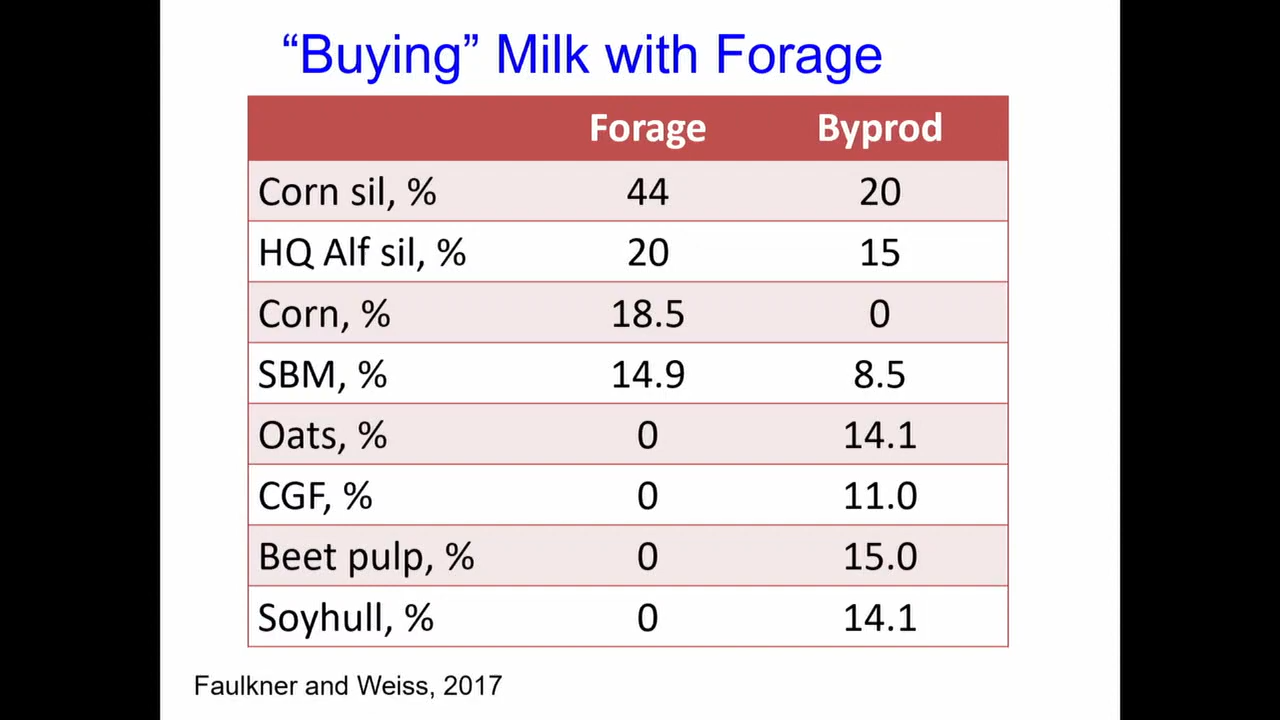 “Buying” Milk with Forage
Forage Byprod
Corn sil, % 44 20
HQ Alf sil, % 20 15
Corn, % 18.5 0
SBM, % 14.9 8.5
Oats, % 0 14.1
CGF, % 0 11.0
Beet pulp, % 0 15.0
Soyhull, % 0 14.1
Faulkner and Weiss, 2017